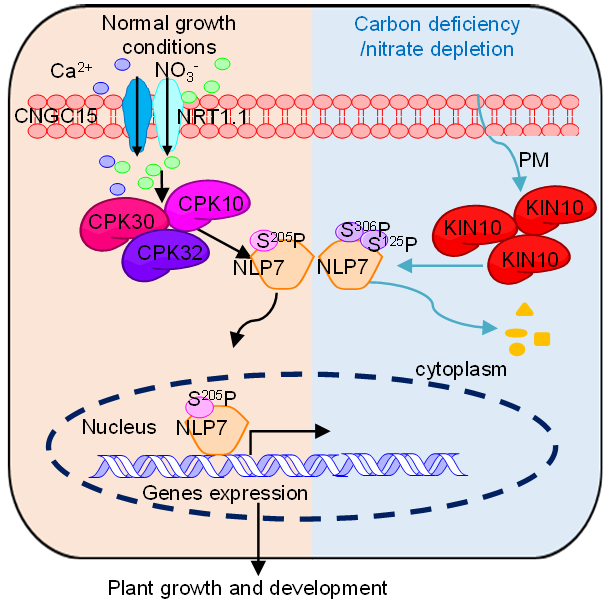 Normal growth
conditions
Carbon deficiency
/nitrate depletion
Ca2+
NO3-
CNGC15
NRT1.1
PM
CPK10
CPK30
CPK32
KIN10
KIN10
KIN10
S205P
NLP7
S306P
S125P
NLP7
cytoplasm
Nucleus
S205P
NLP7
Genes expression
Plant growth and development